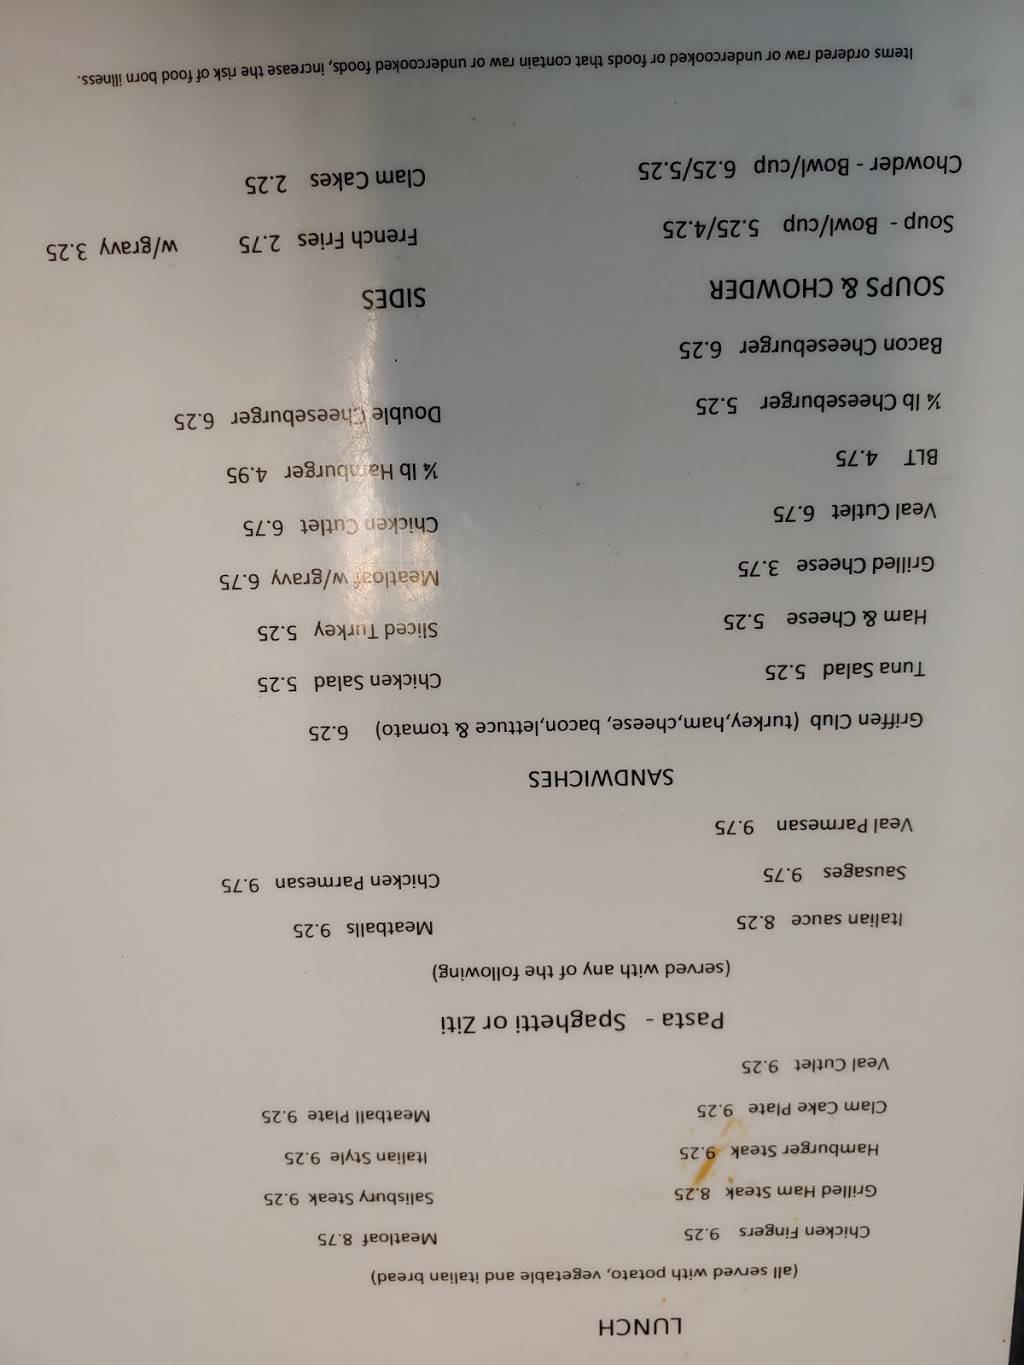 LUNCH
(all served with potato, vegetable and italian bread)
Chicken Fingers 9.25 Meatloaf 8.75
Grilled Ham Steak 8.25 Salisbury Steak 9.25
Hamburger Steak 9.25 Italian Style 9.25
Clam Cake Plate 9.25 Meatball Plate 9.25
Veal Cutlet 9.25
Pasta - Spaghetti or Ziti
(served with any of the following)
Italian sauce 8.25 Meatballs 9.25
Sausages 9.75 Chicken Parmesan 9.75
Veal Parmesan 9.75
SANDWICHES
Griffen Club (turkey,ham,cheese, bacon,lettuce & tomato) 6.25
Tuna Salad 5.25 Chicken Salad 5.25
Ham & Cheese 5.25 Sliced Turkey 5.25
Grilled Cheese 3.75 Meatloaf w/gravy 6.75
Veal Cutlet 6.75 Chicken Cutlet 6.75
BLT 4.75 ¼ lb Hamburger 4.95
¼ lb Cheeseburger 5.25 Double Cheeseburger 6.25
Bacon Cheeseburger 6.25
SOUPS & CHOWDER SIDES
Soup - Bowl/cup 5.25/4.25 French Fries 2.75 w/gravy 3.25
Chowder - Bowl/cup 6.25/5.25 Clam Cakes 2.25
Items ordered raw or undercooked or foods that contain raw or undercooked foods, increase the risk of food born illness.